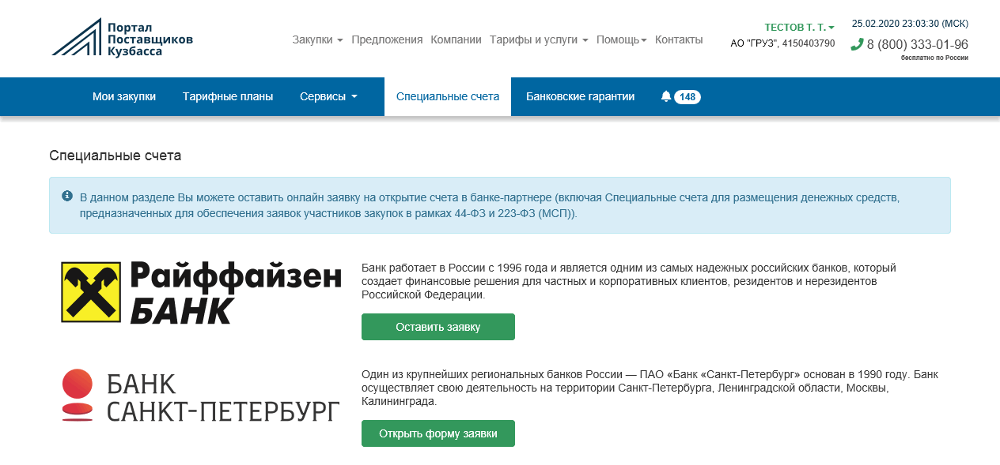 Портал
Поставщиков
Кузбасса
Закупки Предложения Компании Тарифы и услуги Помощь Контакты
ТЕСТОВ Т. Т.
АО "ГРУЗ", 4150403790
25.02.2020 23:03:30 (МСК)
8 (800) 333-01-96
бесплатно по России
Мои закупки Тарифные планы Сервисы Специальные счета Банковские гарантии 148
Специальные счета
В данном разделе Вы можете оставить онлайн заявку на открытие счета в банке-партнере (включая Специальные счета для размещения денежных средств,
предназначенных для обеспечения заявок участников закупок в рамках 44-ФЗ и 223-ФЗ (МСП)).
Райффайзен
БАНК
Банк работает в России с 1996 года и является одним из самых надежных российских банков, который
создает финансовые решения для частных и корпоративных клиентов, резидентов и нерезидентов
Российской Федерации.
Оставить заявку
БАНК
САНКТ-ПЕТЕРБУРГ
Один из крупнейших региональных банков России — ПАО «Банк «Санкт-Петербург» основан в 1990 году. Банк
осуществляет свою деятельность на территории Санкт-Петербурга, Ленинградской области, Москвы,
Калининграда.
Открыть форму заявки